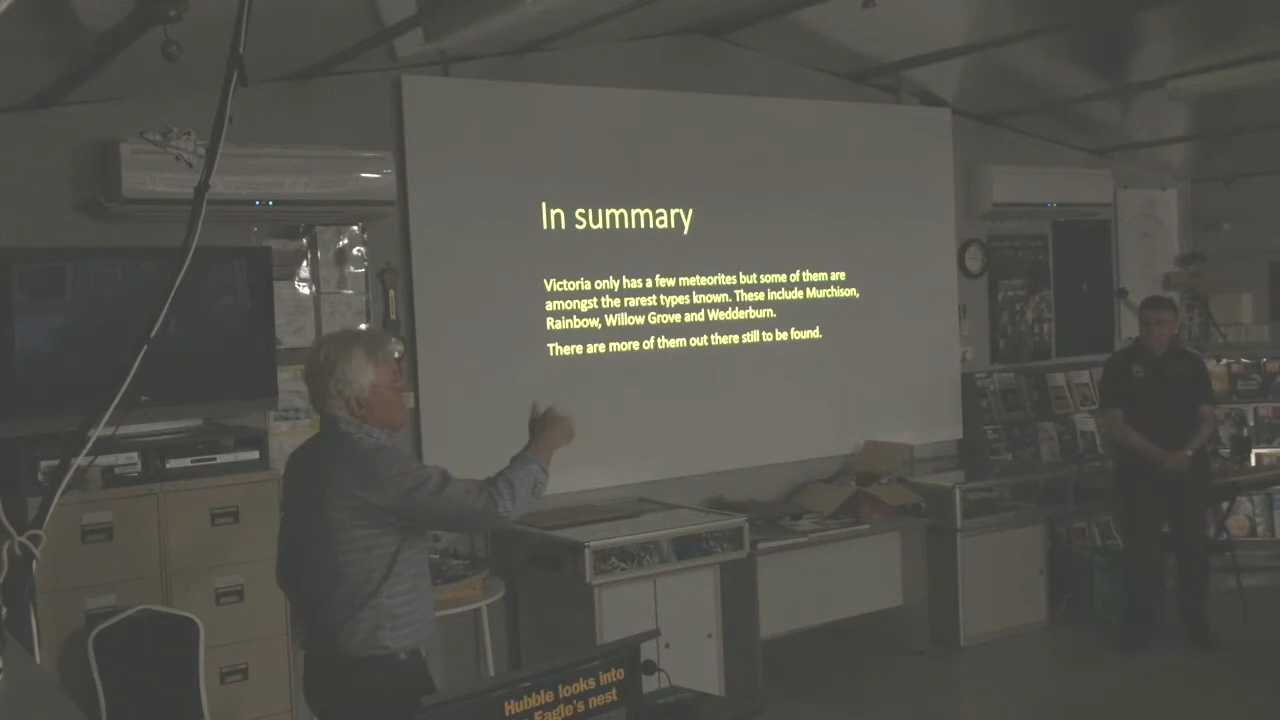 In summary
Victoria only has a few meteorites but some of them are
amongst the rarest types known. These include Murchison,
Rainbow, Willow Grove and Wedderburn.
There are more of them out there still to be found.
Hubble looks into
Eagle's nest